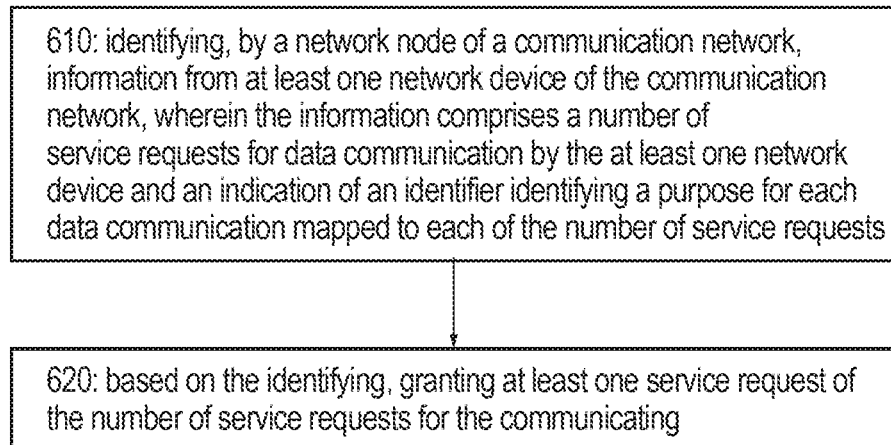 610: identifying, by a network node of a communication network,
information from at least one network device of the communication
network, wherein the information comprises a number of
service requests for data communication by the at least one network
device and an indication of an identifier identifying a purpose for each
data communication mapped to each of the number of service requests
620: based on the identifying, granting at least one service request of
the number of service requests for the communicating